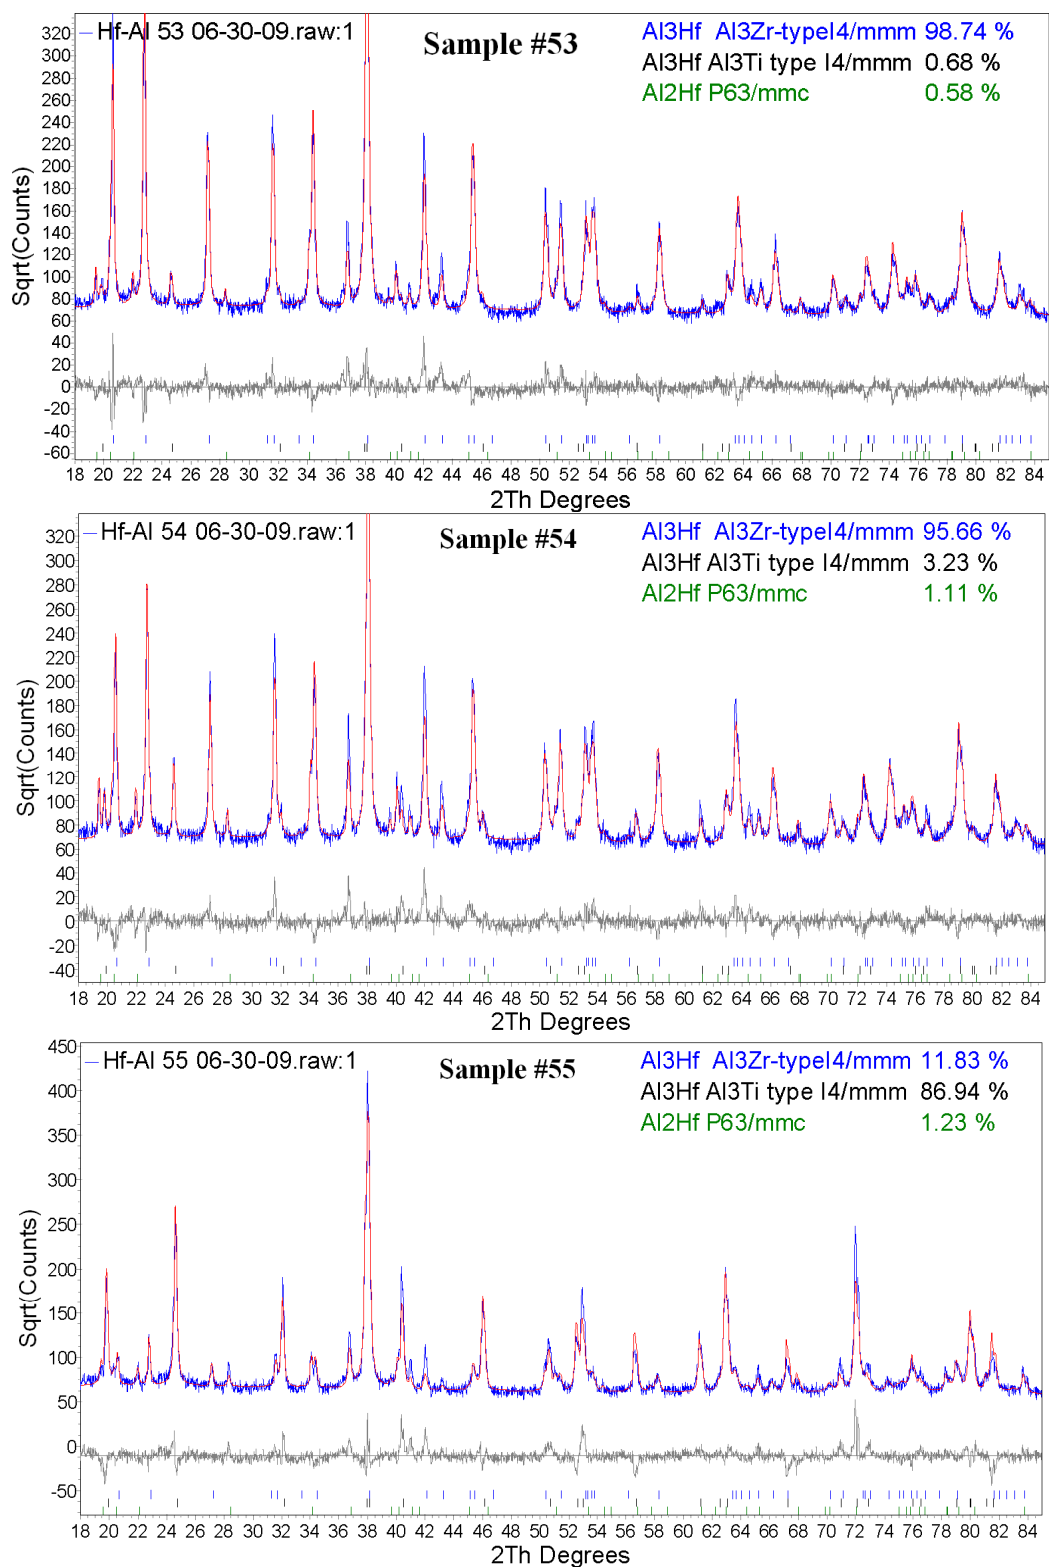 Hf-Al 53 06-30-09.raw:1
Sample #53
Al3Hf Al3Zr-typeI4/mmm 98.74 %
Al3Hf Al3Ti type I4/mmm 0.68 %
Al2Hf P63/mmc 0.58 %
Sqrt(Counts)
320
300
280
260
240
220
200
180
160
140
120
100
80
60
40
20
0
-20
-40
-60
18 20 22 24 26 28 30 32 34 36 38 40 42 44 46 48 50 52 54 56 58 60 62 64 66 68 70 72 74 76 78 80 82 84
2Th Degrees
Hf-Al 54 06-30-09.raw:1
Sample #54
Al3Hf Al3Zr-typeI4/mmm 95.66 %
Al3Hf Al3Ti type I4/mmm 3.23 %
Al2Hf P63/mmc 1.11 %
Sqrt(Counts)
320
300
280
260
240
220
200
180
160
140
120
100
80
60
40
20
0
-20
-40
18 20 22 24 26 28 30 32 34 36 38 40 42 44 46 48 50 52 54 56 58 60 62 64 66 68 70 72 74 76 78 80 82 84
2Th Degrees
Hf-Al 55 06-30-09.raw:1
Sample #55
Al3Hf Al3Zr-typeI4/mmm 11.83 %
Al3Hf Al3Ti type I4/mmm 86.94 %
Al2Hf P63/mmc 1.23 %
Sqrt(Counts)
450
400
350
300
250
200
150
100
50
0
-50
18 20 22 24 26 28 30 32 34 36 38 40 42 44 46 48 50 52 54 56 58 60 62 64 66 68 70 72 74 76 78 80 82 84
2Th Degrees